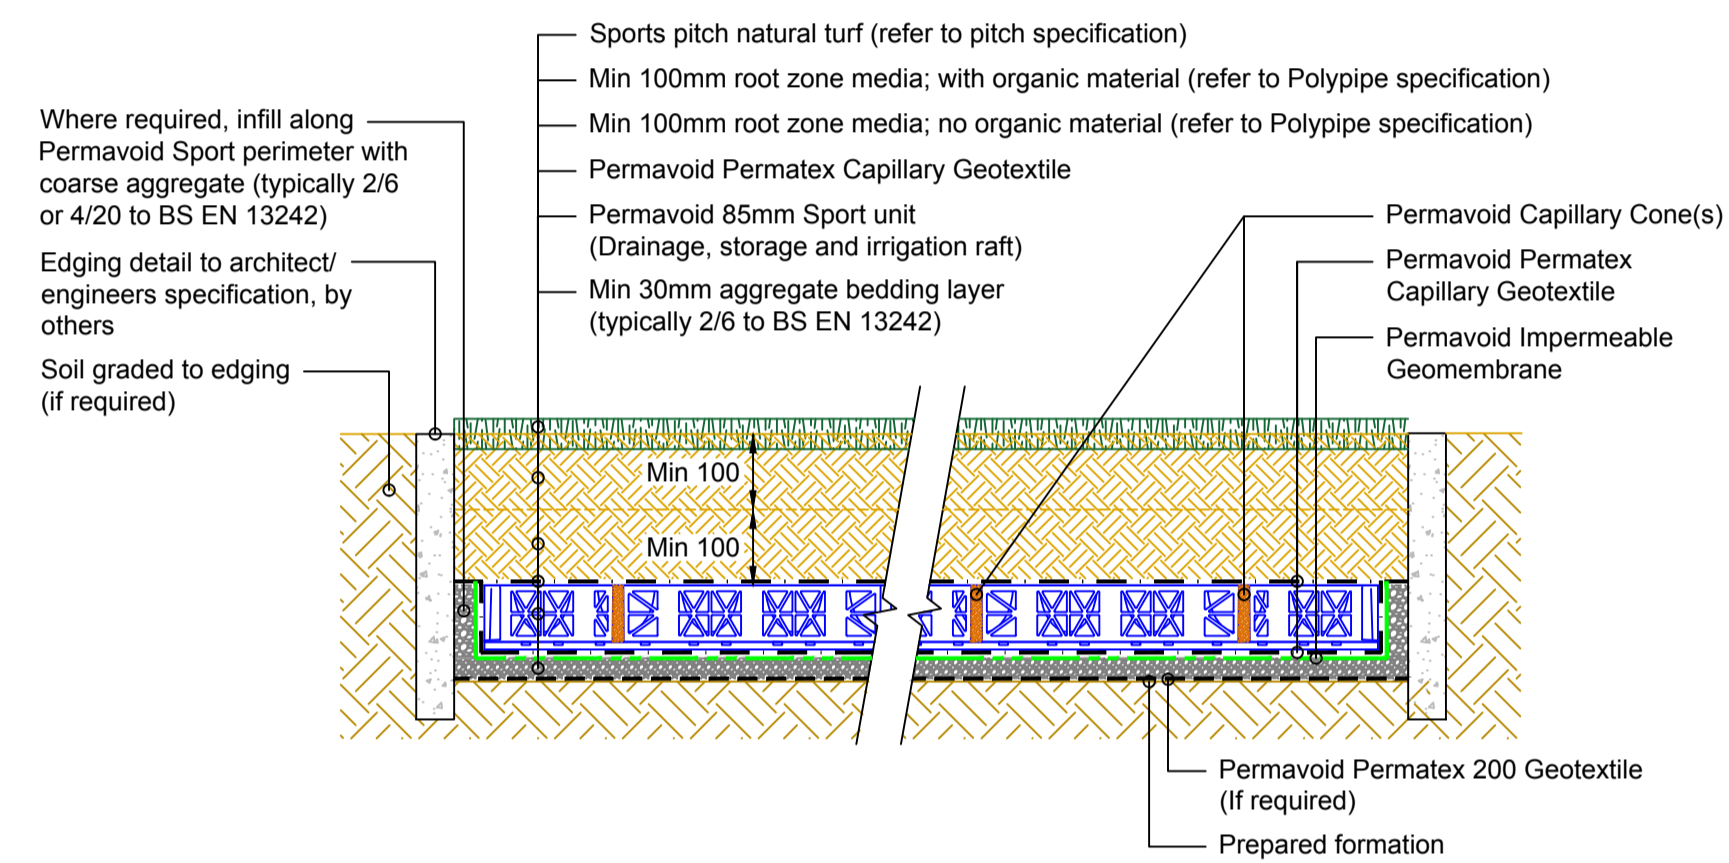 Sports pitch natural turf (refer to pitch specification)
Min 100mm root zone media; with organic material (refer to Polypipe specification)
Min 100mm root zone media; no organic material (refer to Polypipe specification)
Permavoid Permatex Capillary Geotextile
Permavoid 85mm Sport unit
(Drainage, storage and irrigation raft)
Min 30mm aggregate bedding layer
(typically 2/6 to BS EN 13242)
Where required, infill along
Permavoid Sport perimeter with
coarse aggregate (typically 2/6
or 4/20 to BS EN 13242)
Edging detail to architect/
engineers specification, by
others
Soil graded to edging
(if required)
Permavoid Capillary Cone(s)
Permavoid Permatex
Capillary Geotextile
Permavoid Impermeable
Geomembrane
Min 100
Min 100
Permavoid Permatex 200 Geotextile
(If required)
Prepared formation